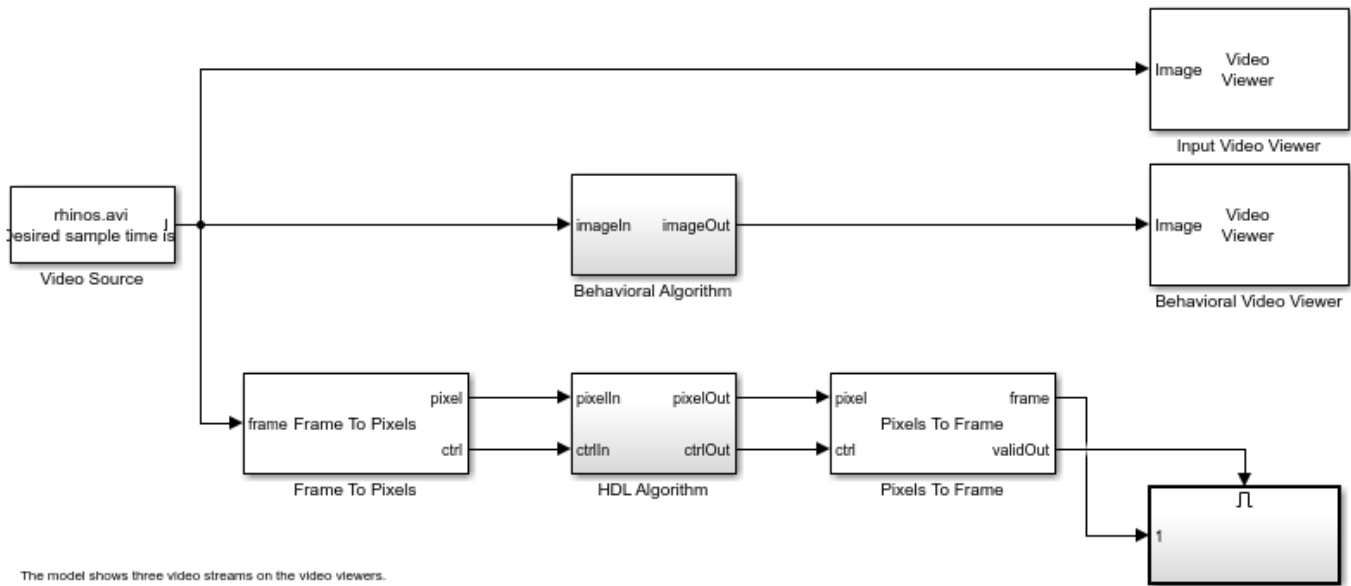 Image
Video
Viewer
Input Video Viewer
rhinos.avi
Desired sample time is
I
Video Source
imageIn
imageOut
Behavioral Algorithm
Image
Video
Viewer
Behavioral Video Viewer
frame
Frame To Pixels
pixel
ctrl
Frame To Pixels
pixelIn
pixelOut
ctrlIn
ctrlOut
HDL Algorithm
pixel
frame
Pixels To Frame
ctrl
validOut
Pixels To Frame
1
The model shows three video streams on the video viewers.